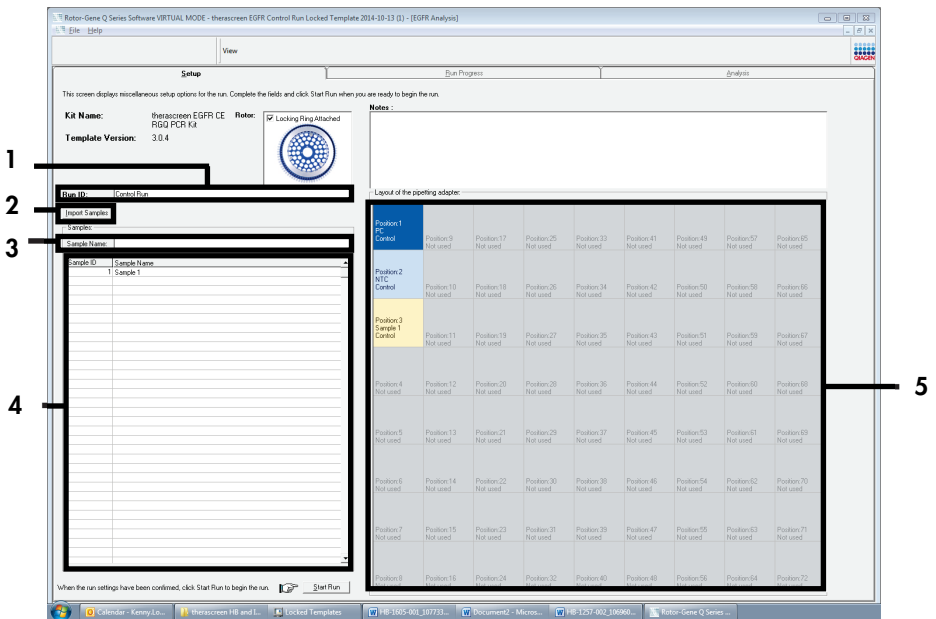 Rotor-Gene Q Series Software VIRTUAL MODE - therascreen EGFR Control Run Locked Template 2014-10-13 (1) - [EGFR Analysis]
File Help
View
QIAGEN
Setup
Run Progress
Analysis
This screen displays miscellaneous setup options for the run. Complete the fields and click Start Run when you are ready to begin the run.
Kit Name: therascreen EGFR CE RGQ PCR Kit
Template Version: 3.0.4
Rotor:
Locking Ring Attached
Notes :
1
Run ID: Control Run
2
Import Samples
Samples:
3
Sample Name:
Sample ID Sample Name
1 Sample 1
4
Layout of the pipetting adapter:
5
Position:1
PC
Control
Position:9
Not used
Position:17
Not used
Position:25
Not used
Position:33
Not used
Position:41
Not used
Position:49
Not used
Position:57
Not used
Position:65
Not used
Position:2
NTC
Control
Position:10
Not used
Position:18
Not used
Position:26
Not used
Position:34
Not used
Position:42
Not used
Position:50
Not used
Position:58
Not used
Position:66
Not used
Position:3
Sample 1
Control
Position:11
Not used
Position:19
Not used
Position:27
Not used
Position:35
Not used
Position:43
Not used
Position:51
Not used
Position:59
Not used
Position:67
Not used
Position:4
Not used
Position:12
Not used
Position:20
Not used
Position:28
Not used
Position:36
Not used
Position:44
Not used
Position:52
Not used
Position:60
Not used
Position:68
Not used
Position:5
Not used
Position:13
Not used
Position:21
Not used
Position:29
Not used
Position:37
Not used
Position:45
Not used
Position:53
Not used
Position:61
Not used
Position:69
Not used
Position:6
Not used
Position:14
Not used
Position:22
Not used
Position:30
Not used
Position:38
Not used
Position:46
Not used
Position:54
Not used
Position:62
Not used
Position:70
Not used
Position:7
Not used
Position:15
Not used
Position:23
Not used
Position:31
Not used
Position:39
Not used
Position:47
Not used
Position:55
Not used
Position:63
Not used
Position:71
Not used
Position:8
Position:16
Position:24
Position:32
Position:40
Position:48
Position:56
Position:64
Position:72
When the run settings have been confirmed, click Start Run to begin the run.
Start Run
Calendar - Kenny.Lo...
therascreen HB and L...
Locked Templates
HB-1605-001_107733...
Document2 - Micros...
HB-1257-002_106960...
Rotor-Gene Q Series ...